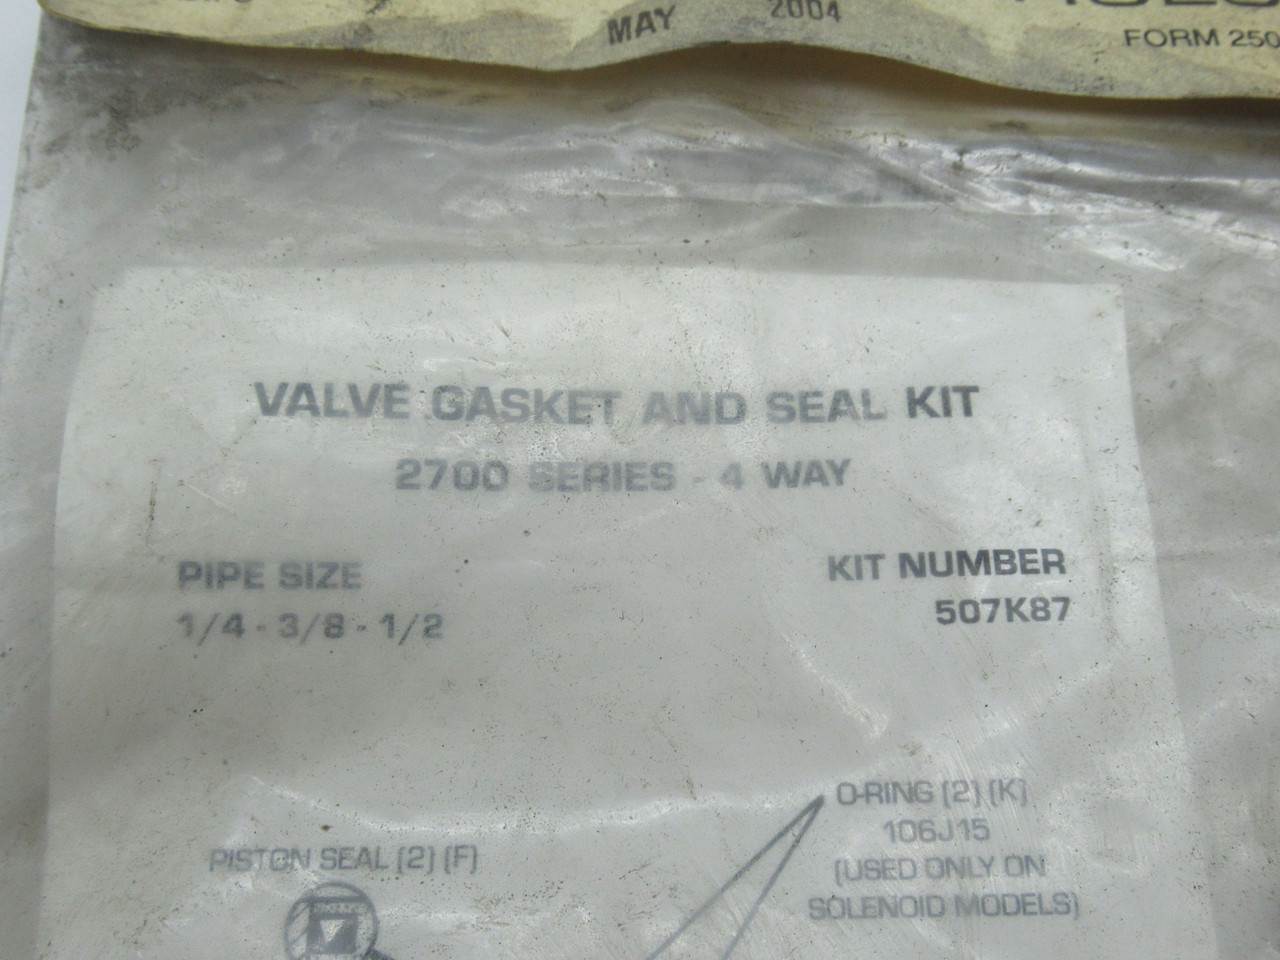 MAY 2004
FORM 250
VALVE GASKET AND SEAL KIT
2700 SERIES - 4 WAY
PIPE SIZE
1/4 - 3/8 - 1/2
KIT NUMBER
507K87
O-RING (2) (K)
106J15
(USED ONLY ON
SOLENOID MODELS)
PISTON SEAL (2) (F)